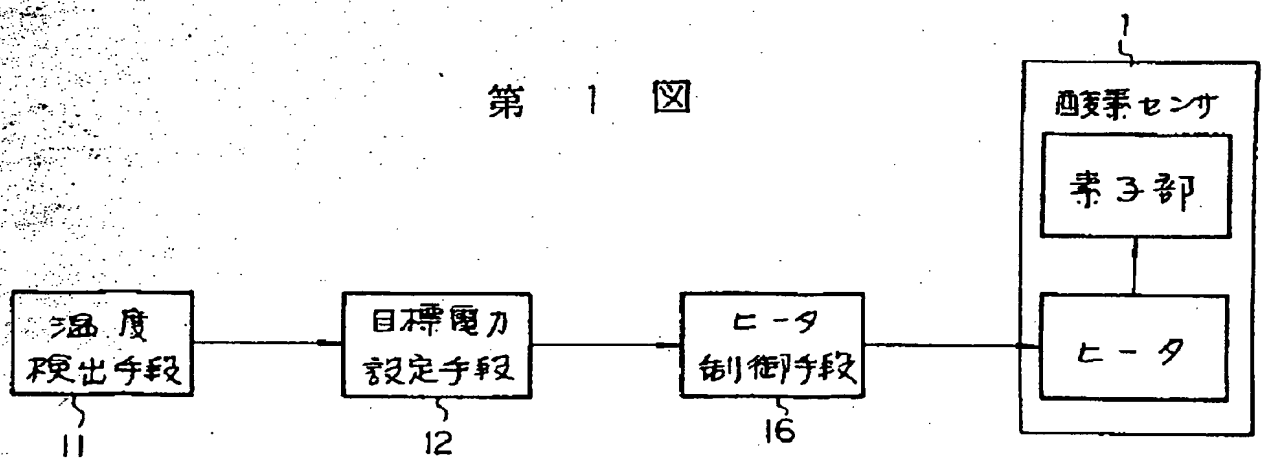 第 1 図
1
酸素センサ
素子部
ヒータ
温度
検出手段
11
目標電力
設定手段
12
ヒータ
制御手段
16